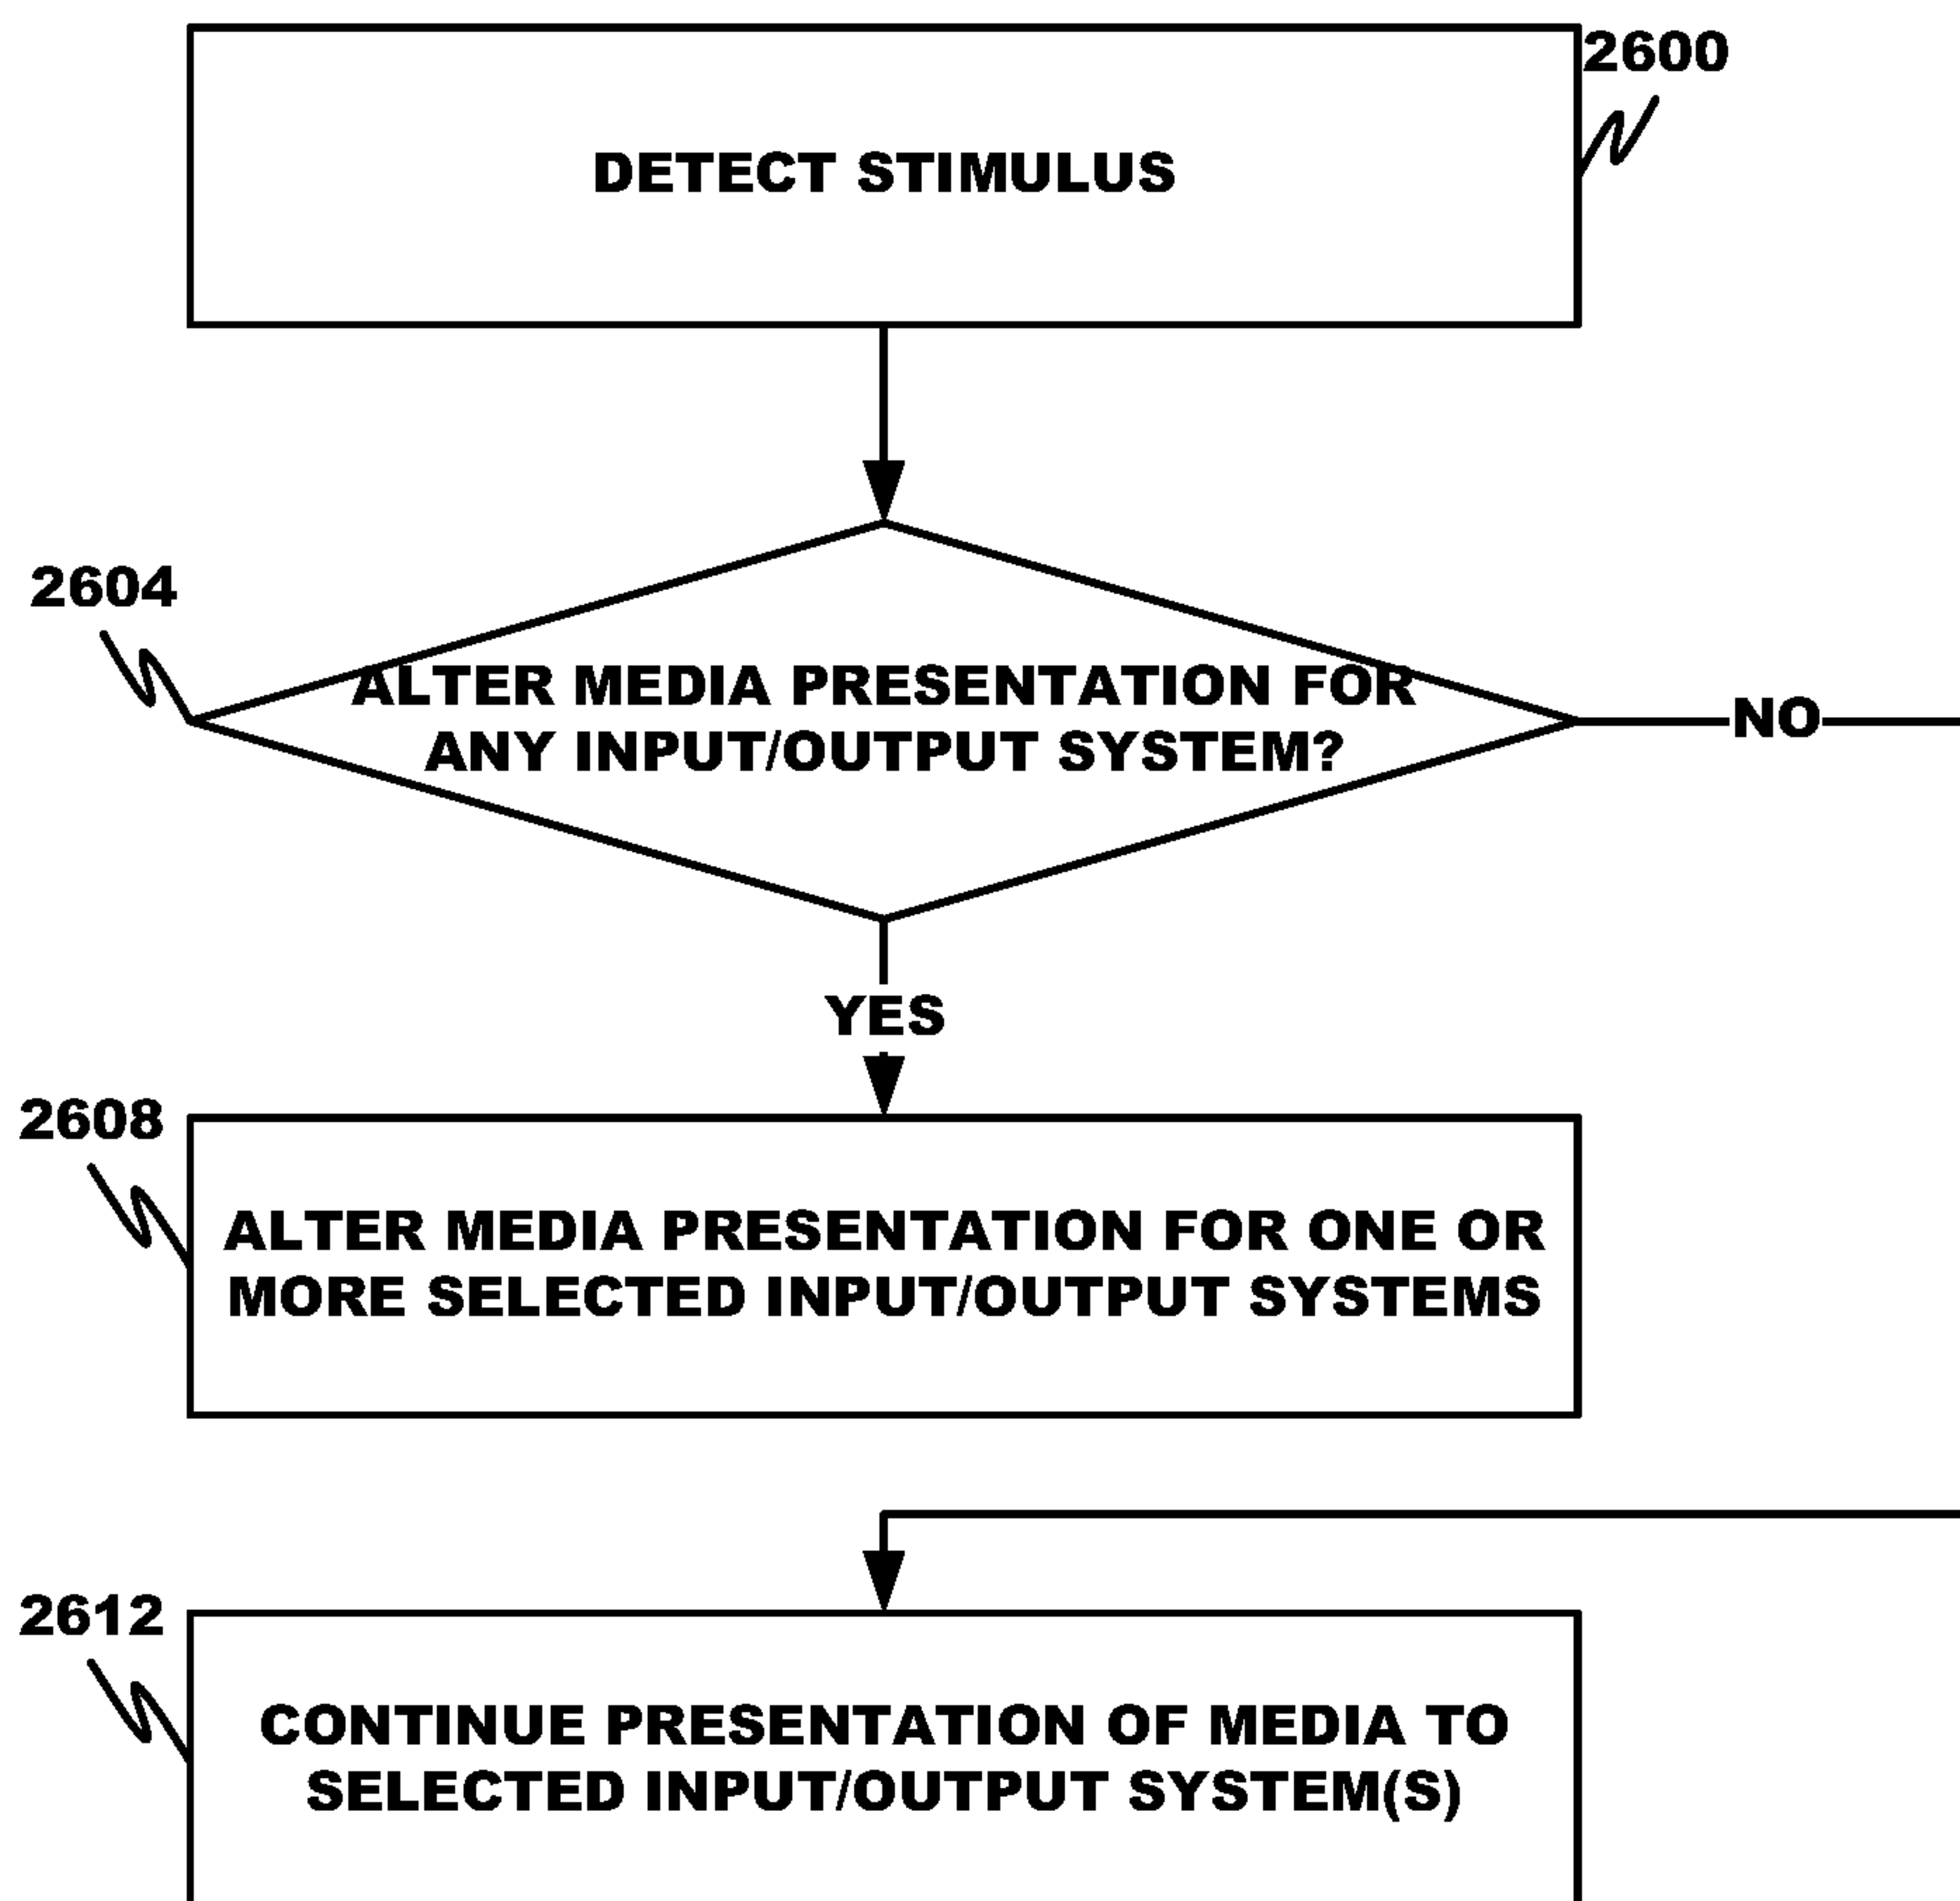 2600
DETECT STIMULUS
2604
ALTER MEDIA PRESENTATION FOR
ANY INPUT/OUTPUT SYSTEM?
NO
YES
2608
ALTER MEDIA PRESENTATION FOR ONE OR
MORE SELECTED INPUT/OUTPUT SYSTEMS
2612
CONTINUE PRESENTATION OF MEDIA TO
SELECTED INPUT/OUTPUT SYSTEM(S)